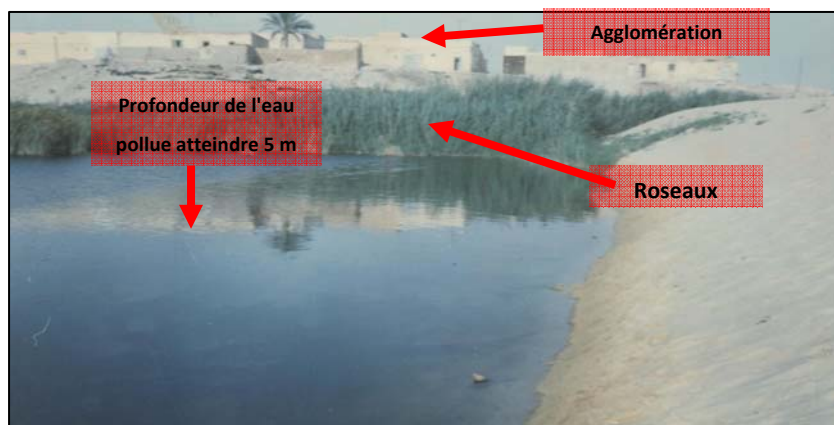 Agglomération
Profondeur de l'eau
pollue atteindre 5 m
Roseaux